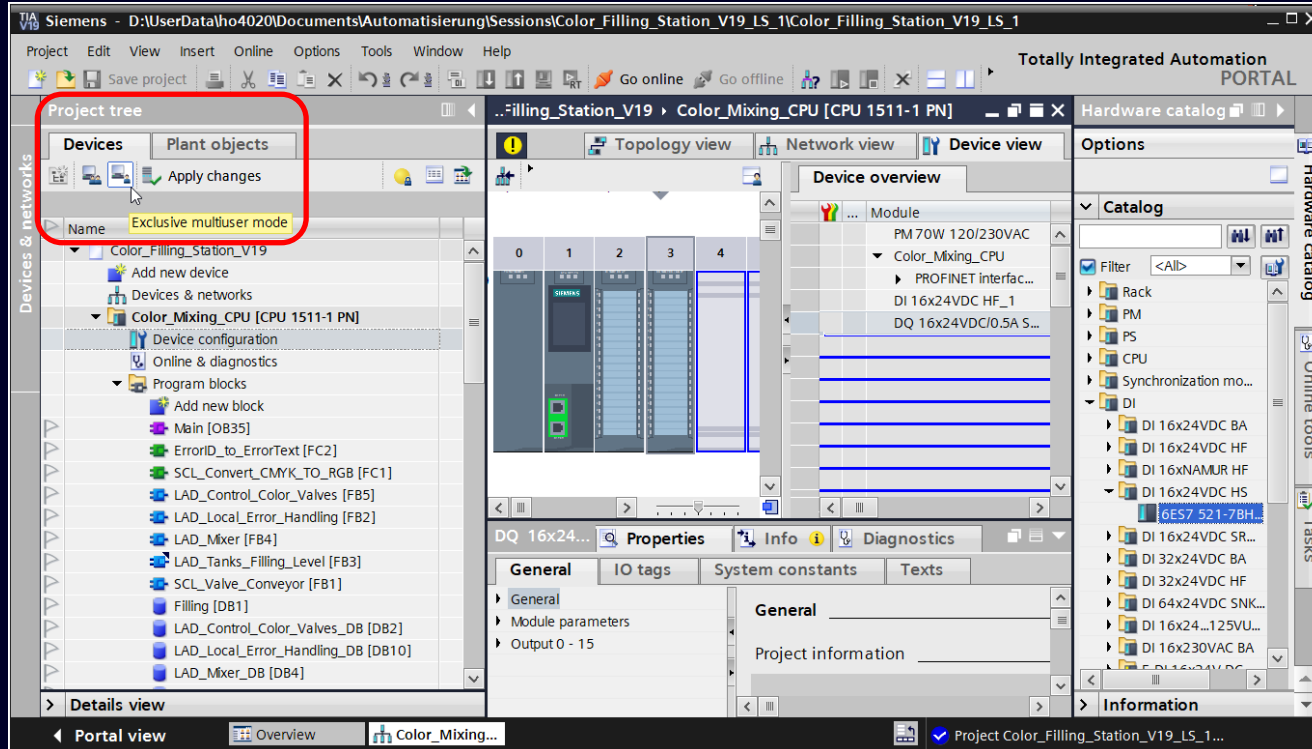 Siemens - D:\UserData\ho4020\Documents\Automatisierung\Sessions\Color_Filling_Station_V19_LS_1\Color_Filling_Station_V19_LS_1
Project Edit View Insert Online Options Tools Window Help
Totally Integrated Automation
PORTAL
Save project Go online Go offline
Project tree
Devices Plant objects
Apply changes
Exclusive multiuser mode
Name
Color_Filling_Station_V19
Add new device
Devices & networks
Color_Mixing_CPU [CPU 1511-1 PN]
Device configuration
Online & diagnostics
Program blocks
Add new block
Main [OB35]
ErrorID_to_ErrorText [FC2]
SCL_Convert_CMYK_TO_RGB [FC1]
LAD_Control_Color_Valves [FB5]
LAD_Local_Error_Handling [FB2]
LAD_Mixer [FB4]
LAD_Tanks_Filling_Level [FB3]
SCL_Valve_Conveyor [FB1]
Filling [DB1]
LAD_Control_Color_Valves_DB [DB2]
LAD_Local_Error_Handling_DB [DB10]
LAD_Mixer_DB [DB4]
Details view
Devices & networks
..Filling_Station_V19 Color_Mixing_CPU [CPU 1511-1 PN]
Topology view Network view Device view
0 1 2 3 4
SIEMENS
Device overview
... Module
PM 70W 120/230VAC
Color_Mixing_CPU
PROFINET interfac...
DI 16x24VDC HF_1
DQ 16x24VDC/0.5A S...
DQ 16x24... Properties Info Diagnostics
General IO tags System constants Texts
General
Module parameters
Output 0 - 15
General
Project information
Hardware catalog
Options
Catalog
Filter <All>
Rack
PM
PS
CPU
Synchronization mo...
DI
DI 16x24VDC BA
DI 16x24VDC HF
DI 16xNAMUR HF
DI 16x24VDC HS
6ES7 521-7BH...
DI 16x24VDC SR...
DI 32x24VDC BA
DI 32x24VDC HF
DI 64x24VDC SNK...
DI 16x24...125VU...
DI 16x230VAC BA
Information
Hardware catalog
Online tools
Tasks
Portal view Overview Color_Mixing...
Project Color_Filling_Station_V19_LS_1...